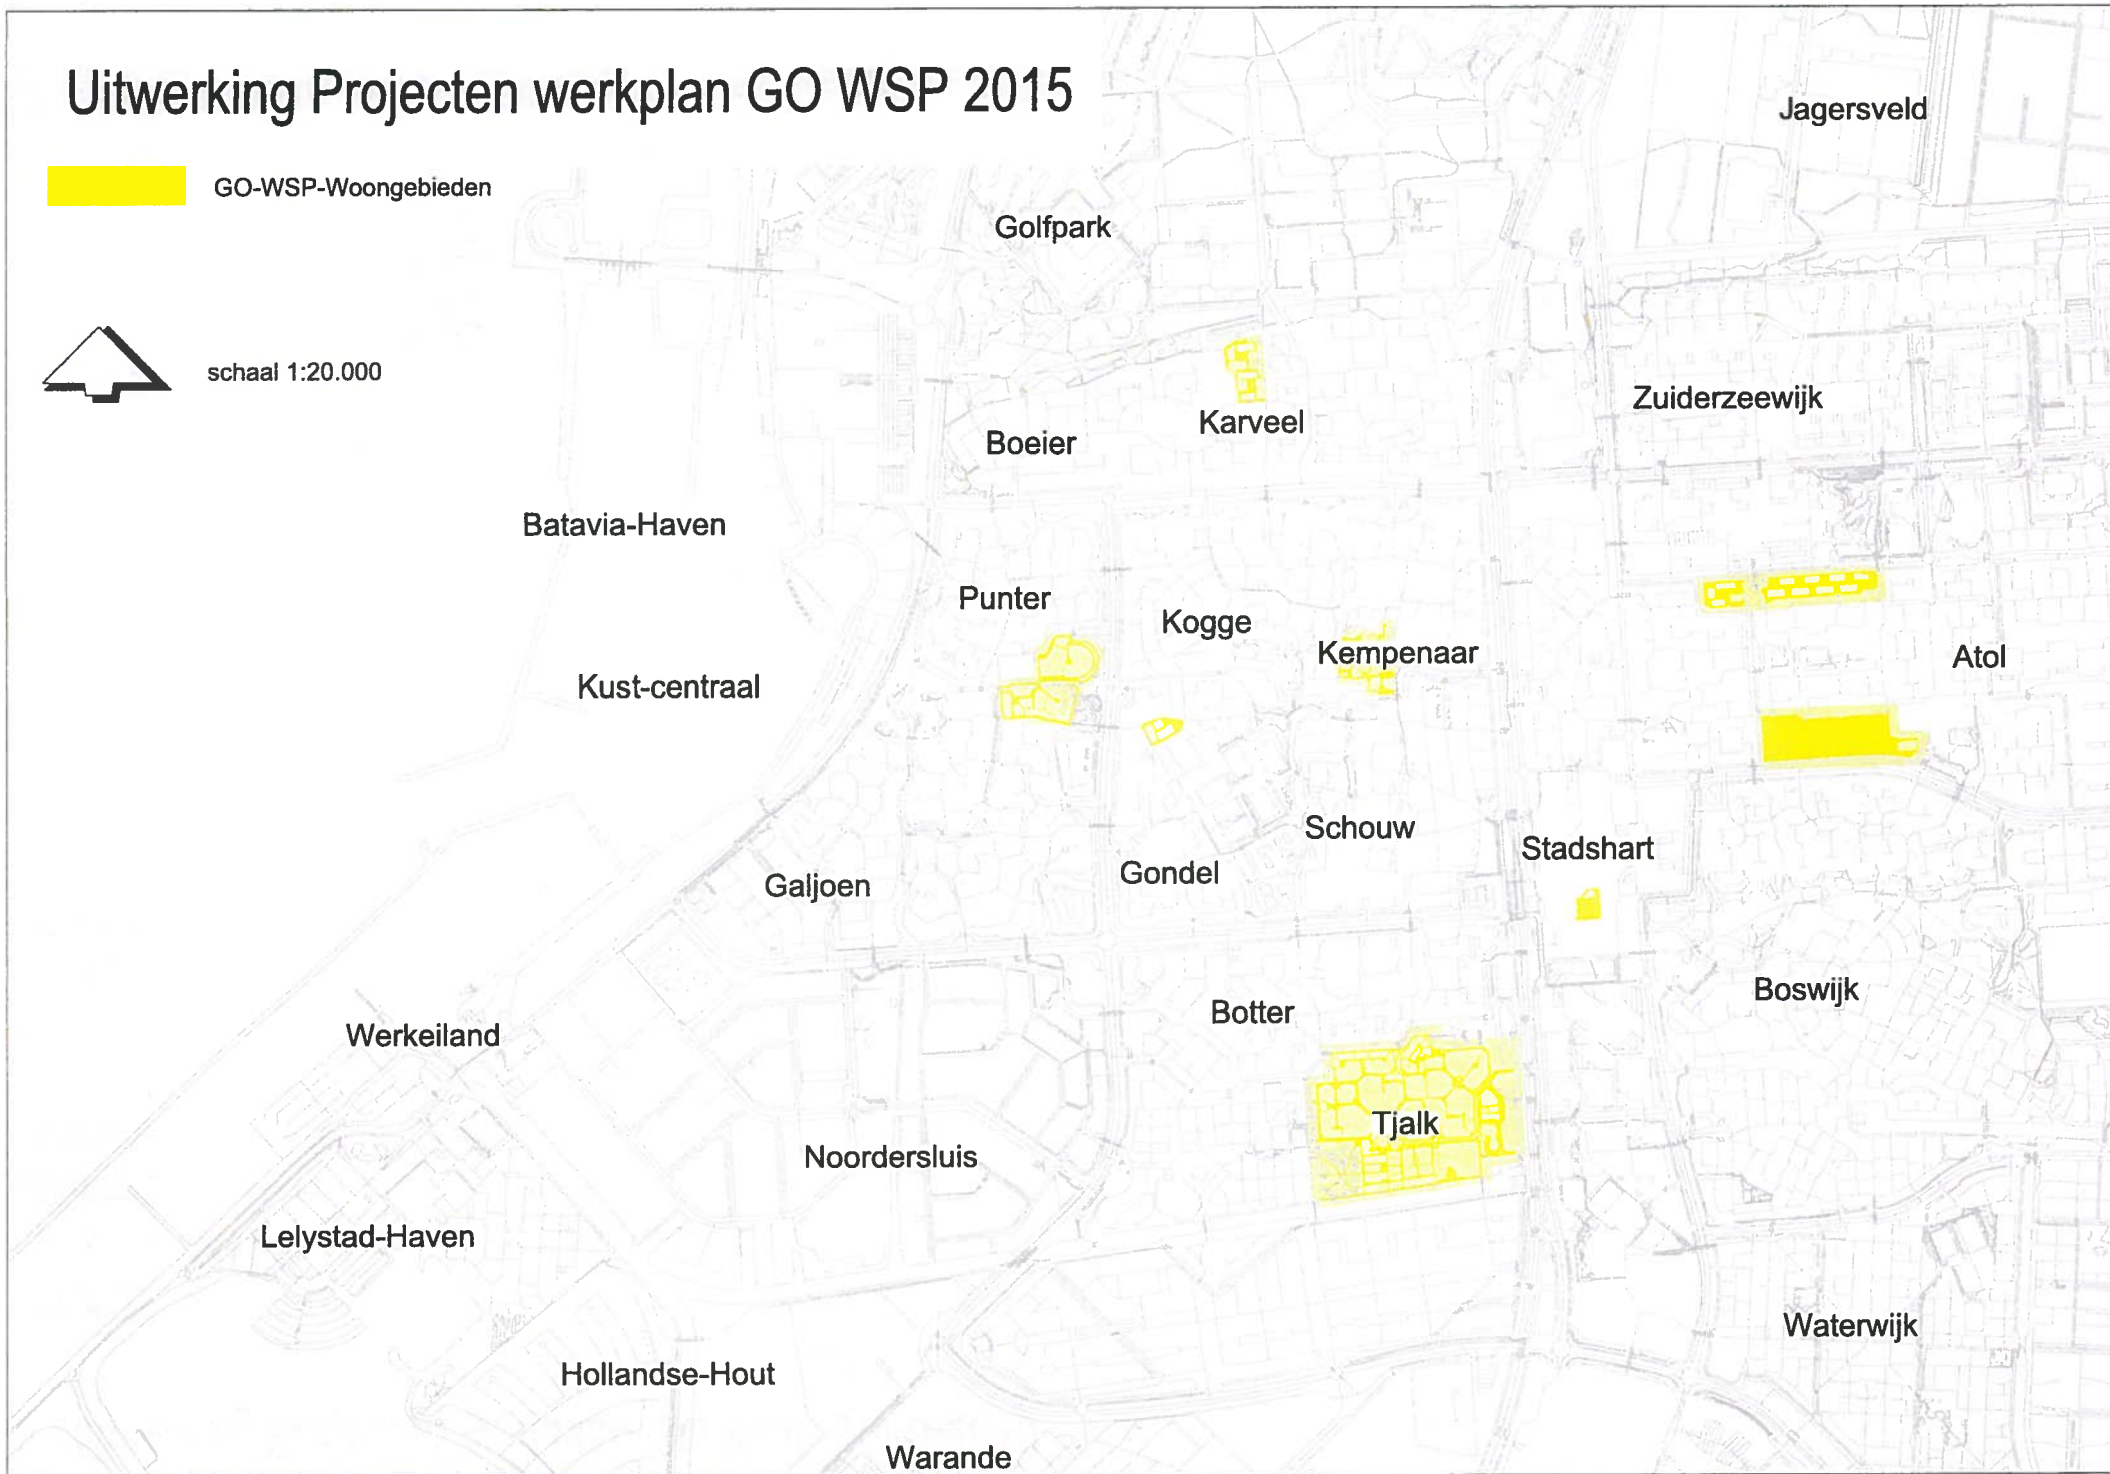 Uitwerking Projecten werkplan GO WSP 2015
GO-WSP-Woongebieden
schaal 1:20.000
Jagersveld
Golfpark
Zuiderzeewijk
Karveel
Boeier
Batavia-Haven
Punter
Kogge
Kempenaar
Atol
Kust-centraal
Schouw
Stadshart
Gondel
Galjoen
Boswijk
Botter
Werkeiland
Tjalk
Noordersluis
Lelystad-Haven
Waterwijk
Hollandse-Hout
Warande